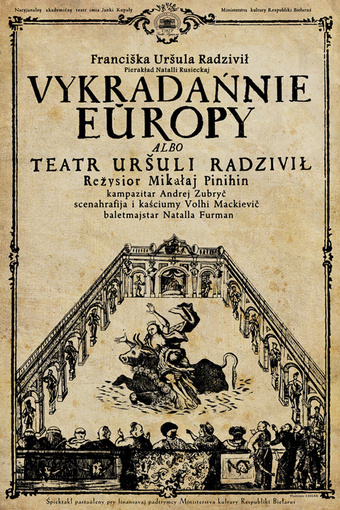 Nacyjanalny akademičny teatr imia Janki Kupały
Ministerstva kultury Respubliki Biełaruś
Franciška Uršula Radzivił
Pierakład Natalli Rusieckaj
VYKRADAŃNIE
EŬROPY
ALBO
TEATR URŠULI RADZIVIŁ
Režysior Mikałaj Pinihin
kampazitar Andrej Zubryč
scenahrafija i kaściumy Volhi Mackievič
baletmajstar Natalla Furman
Śpiektakl pastaŭleny pry finansavaj padtrymcy Ministerstva kultury Respubliki Biełaruś